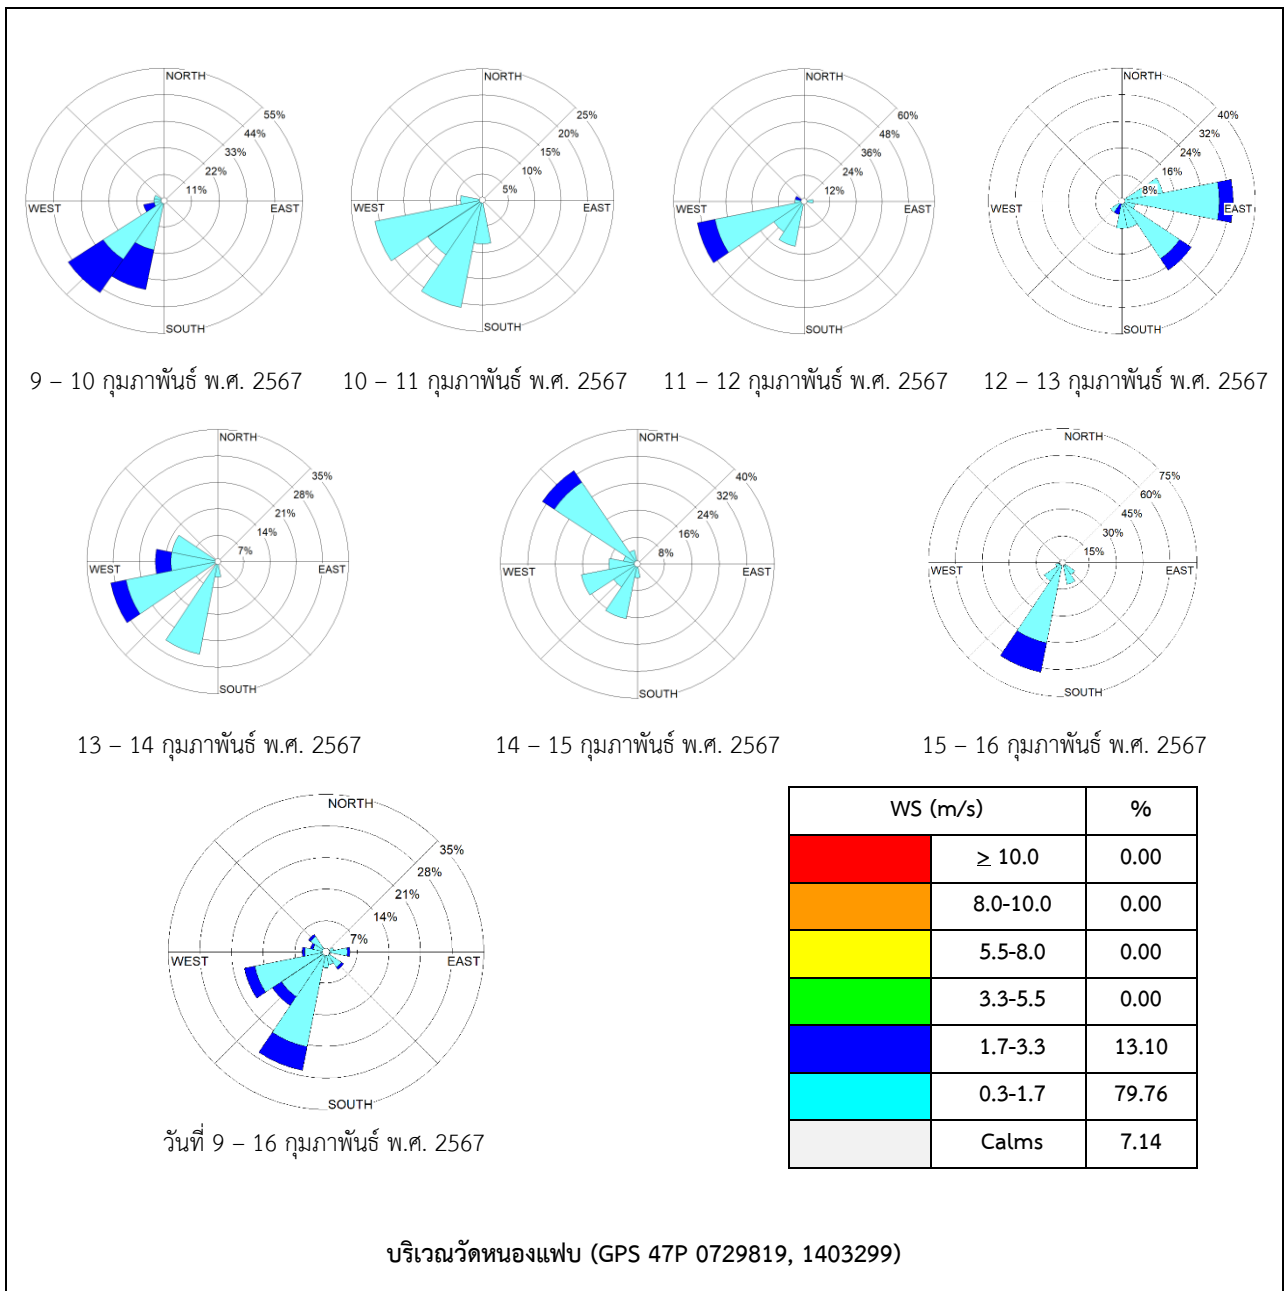 NORTH
55%
44%
33%
22%
11%
WEST
EAST
SOUTH
9 – 10 กุมภาพันธ์ พ.ศ. 2567
NORTH
25%
20%
15%
10%
5%
WEST
EAST
SOUTH
10 – 11 กุมภาพันธ์ พ.ศ. 2567
NORTH
60%
48%
36%
24%
12%
WEST
EAST
SOUTH
11 – 12 กุมภาพันธ์ พ.ศ. 2567
NORTH
40%
32%
24%
16%
8%
WEST
EAST
SOUTH
12 – 13 กุมภาพันธ์ พ.ศ. 2567
NORTH
35%
28%
21%
14%
7%
WEST
EAST
SOUTH
13 – 14 กุมภาพันธ์ พ.ศ. 2567
NORTH
40%
32%
24%
16%
8%
WEST
EAST
SOUTH
14 – 15 กุมภาพันธ์ พ.ศ. 2567
NORTH
75%
60%
45%
30%
15%
WEST
EAST
SOUTH
15 – 16 กุมภาพันธ์ พ.ศ. 2567
NORTH
35%
28%
21%
14%
7%
WEST
EAST
SOUTH
วันที่ 9 – 16 กุมภาพันธ์ พ.ศ. 2567
WS (m/s) %
≥ 10.0 0.00
8.0-10.0 0.00
5.5-8.0 0.00
3.3-5.5 0.00
1.7-3.3 13.10
0.3-1.7 79.76
Calms 7.14
บริเวณวัดหนองแฟบ (GPS 47P 0729819, 1403299)